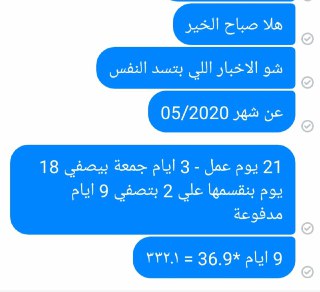 هلا صباح الخير
شو الاخبار اللي بتسد النفس
عن شهر 05/2020
21 يوم عمل - 3 ايام جمعة بيصفي 18
يوم بنقسمها علي 2 بتصفي 9 ايام
مدفوعة
9 ايام *36.9 = ٣٣٢.١